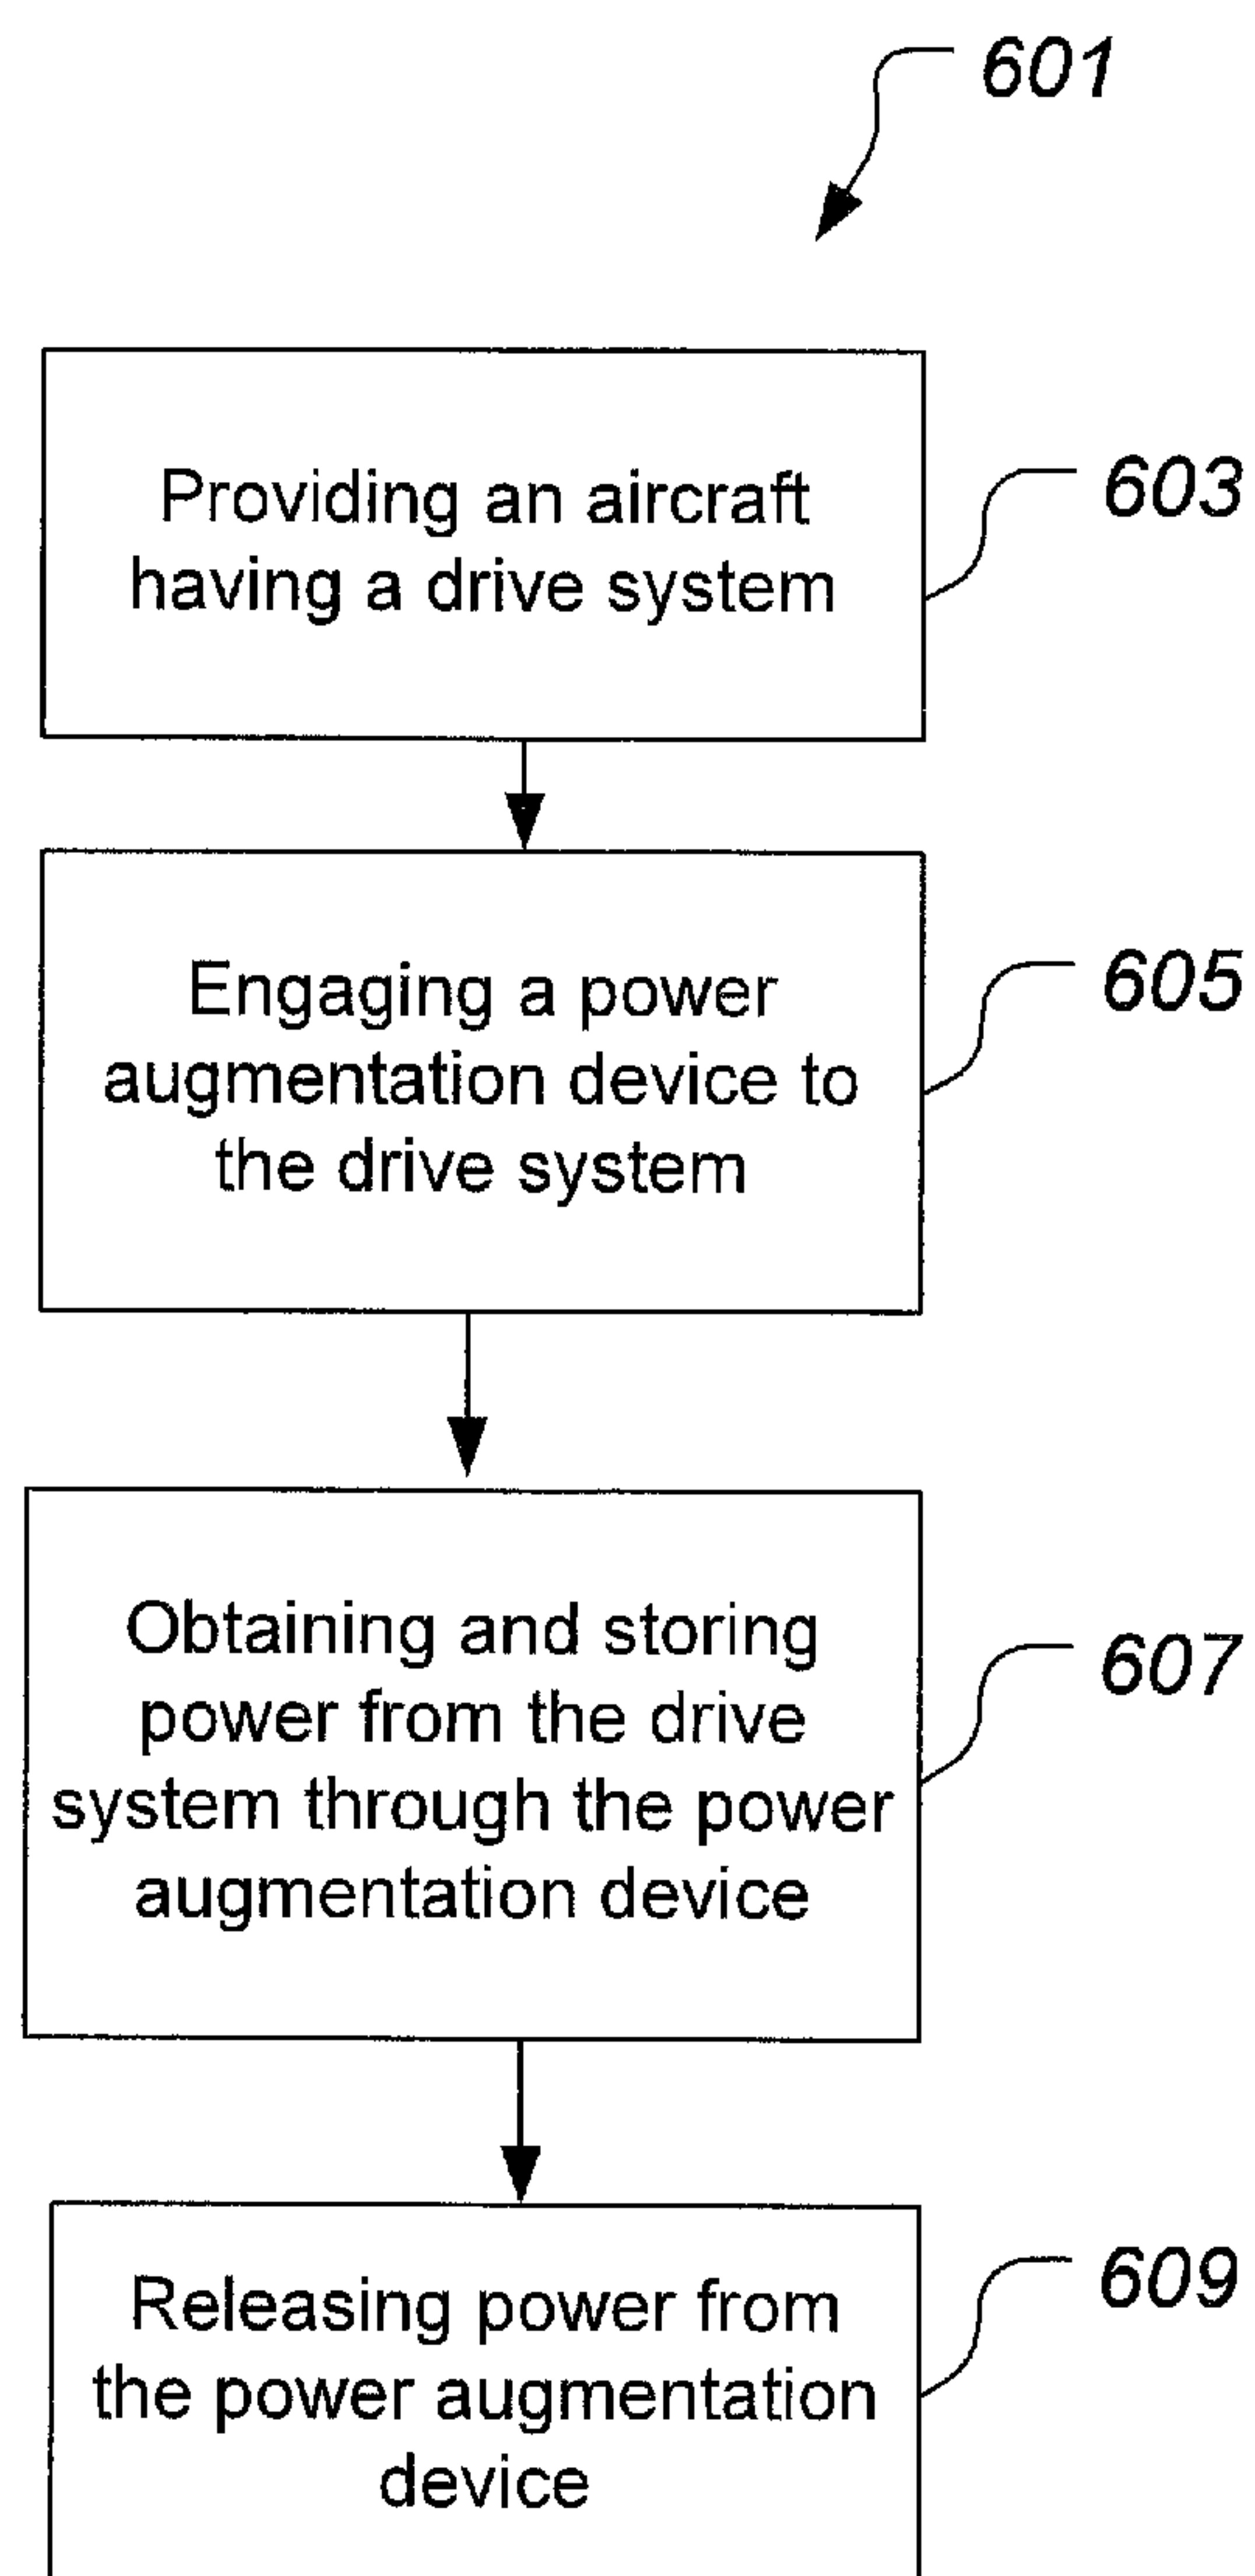 601
Providing an aircraft
having a drive system
603
Engaging a power
augmentation device to
the drive system
605
Obtaining and storing
power from the drive
system through the power
augmentation device
607
Releasing power from
the power augmentation
device
609